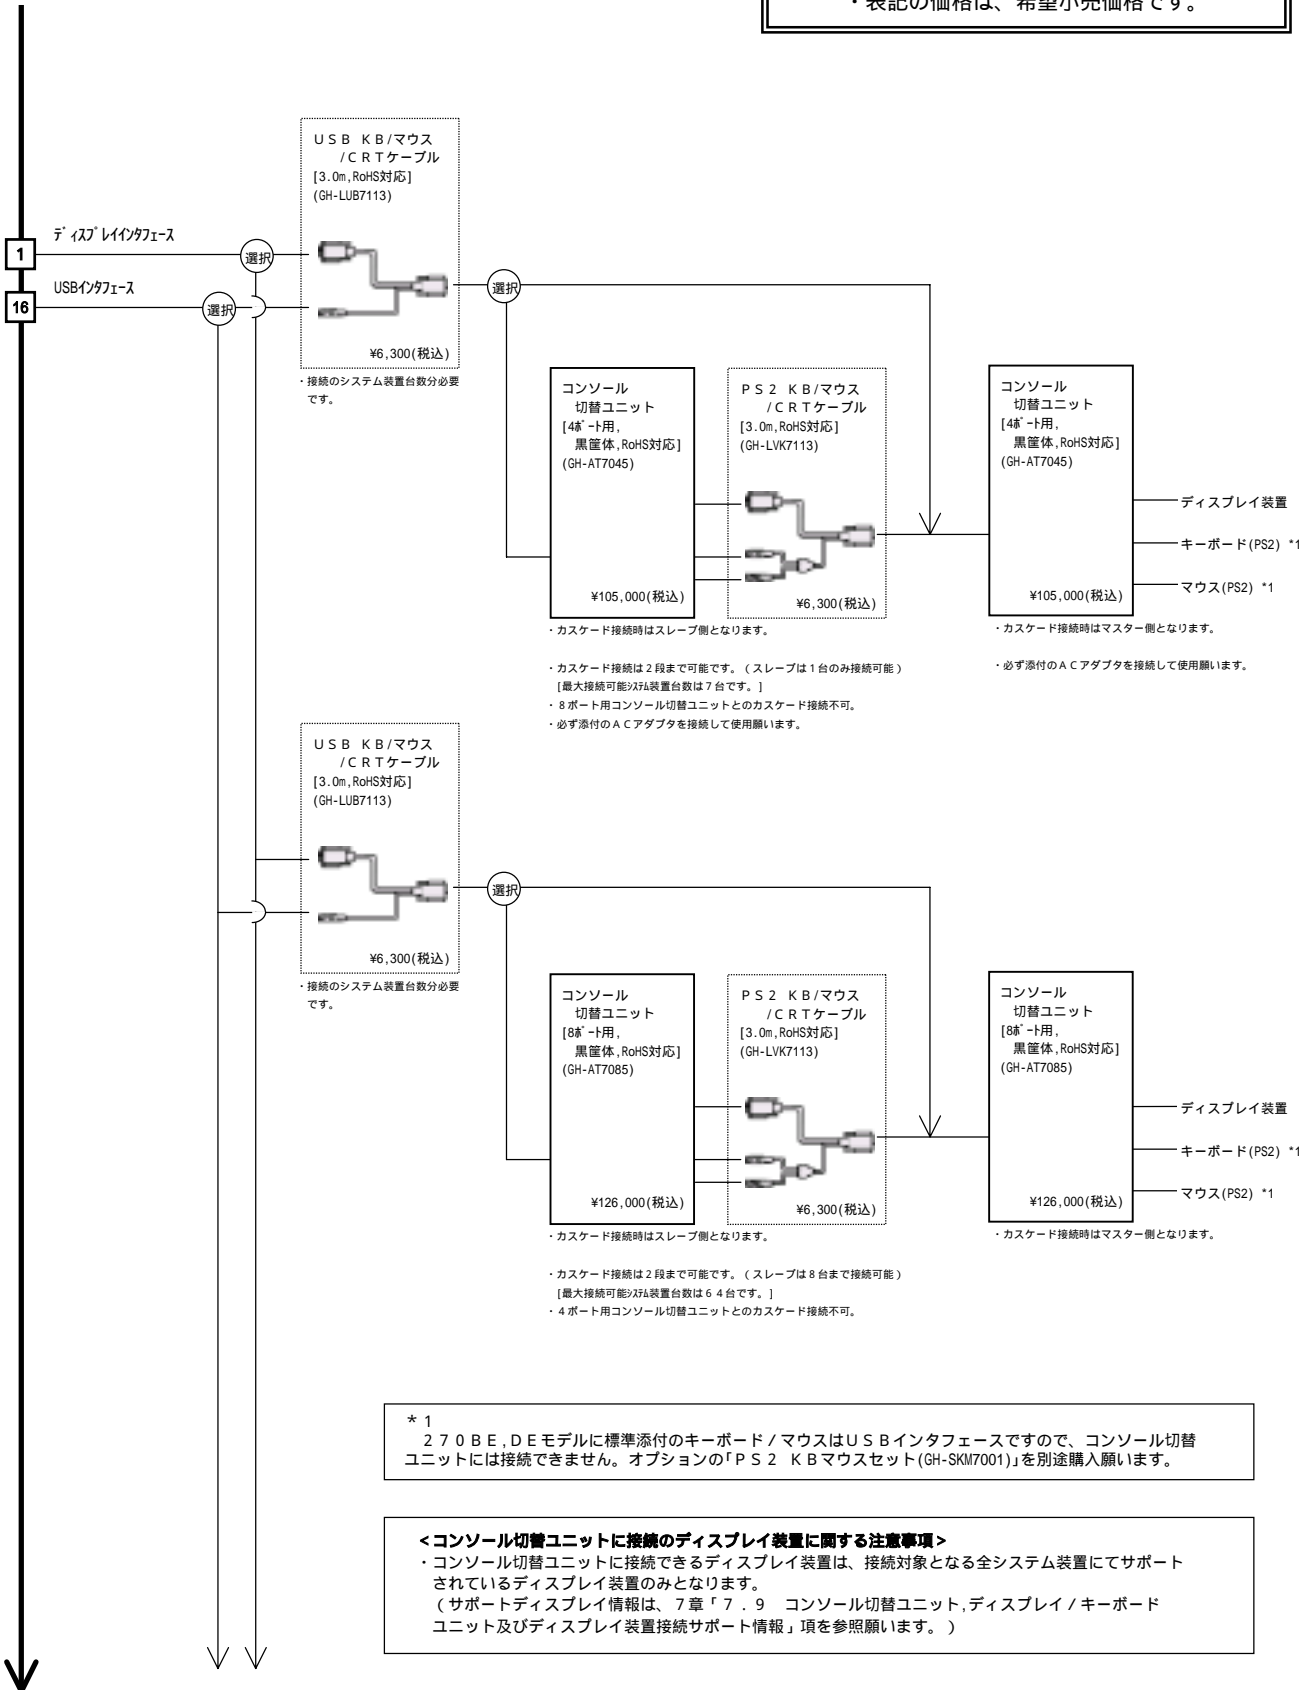 ・表記の価格は、希望小売価格です。
USB KB/マウス
/CRTケーブル
[3.0m,RoHS対応]
(GH-LUB7113)
ディスプレイインタフェース
1
選択
USBインタフェース
16
選択
選択
¥6,300(税込)
・接続のシステム装置台数分必要
です。
コンソール
切替ユニット
[4ポート用,
黒筐体,RoHS対応]
(GH-AT7045)
¥105,000(税込)
PS2 KB/マウス
/CRTケーブル
[3.0m,RoHS対応]
(GH-LVK7113)
¥6,300(税込)
コンソール
切替ユニット
[4ポート用,
黒筐体,RoHS対応]
(GH-AT7045)
¥105,000(税込)
ディスプレイ装置
キーボード(PS2) *1
マウス(PS2) *1
・カスケード接続時はスレーブ側となります。
・カスケード接続は2段まで可能です。(スレーブは1台のみ接続可能)
[最大接続可能システム装置台数は7台です。]
・8ポート用コンソール切替ユニットとのカスケード接続不可。
・必ず添付のACアダプタを接続して使用願います。
・カスケード接続時はマスター側となります。
・必ず添付のACアダプタを接続して使用願います。
USB KB/マウス
/CRTケーブル
[3.0m,RoHS対応]
(GH-LUB7113)
¥6,300(税込)
・接続のシステム装置台数分必要
です。
選択
コンソール
切替ユニット
[8ポート用,
黒筐体,RoHS対応]
(GH-AT7085)
¥126,000(税込)
PS2 KB/マウス
/CRTケーブル
[3.0m,RoHS対応]
(GH-LVK7113)
¥6,300(税込)
コンソール
切替ユニット
[8ポート用,
黒筐体,RoHS対応]
(GH-AT7085)
¥126,000(税込)
ディスプレイ装置
キーボード(PS2) *1
マウス(PS2) *1
・カスケード接続時はスレーブ側となります。
・カスケード接続は2段まで可能です。(スレーブは8台まで接続可能)
[最大接続可能システム装置台数は64台です。]
・4ポート用コンソール切替ユニットとのカスケード接続不可。
・カスケード接続時はマスター側となります。
*1
270BE,DEモデルに標準添付のキーボード/マウスはUSBインタフェースですので、コンソール切替
ユニットには接続できません。オプションの「PS2 KBマウスセット(GH-SKM7001)」を別途購入願います。
<コンソール切替ユニットに接続のディスプレイ装置に関する注意事項>
・コンソール切替ユニットに接続できるディスプレイ装置は、接続対象となる全システム装置にてサポート
されているディスプレイ装置のみとなります。
(サポートディスプレイ情報は、7章「7.9 コンソール切替ユニット,ディスプレイ/キーボード
ユニット及びディスプレイ装置接続サポート情報」項を参照願います。)